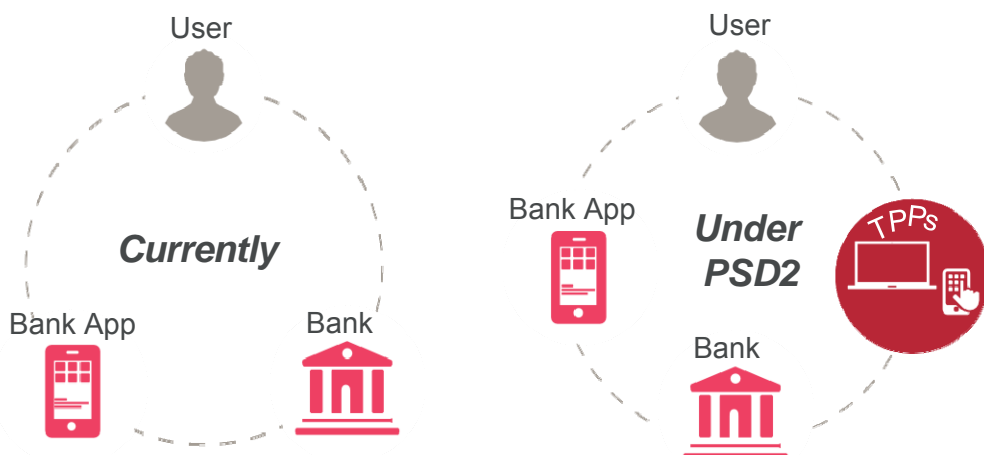 User
Currently
Bank App
Bank
User
Bank App
Under
PSD2
TPPs
Bank